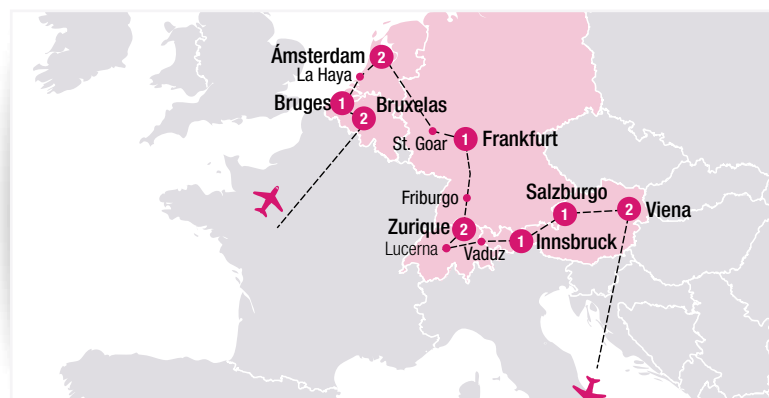 Ámsterdam
2
La Haya
Bruges
1
Bruxelas
2
St. Goar
1
Frankfurt
Friburgo
Salzburgo
1
2
Viena
Zurique
2
Lucerna
Vaduz
1
Innsbruck